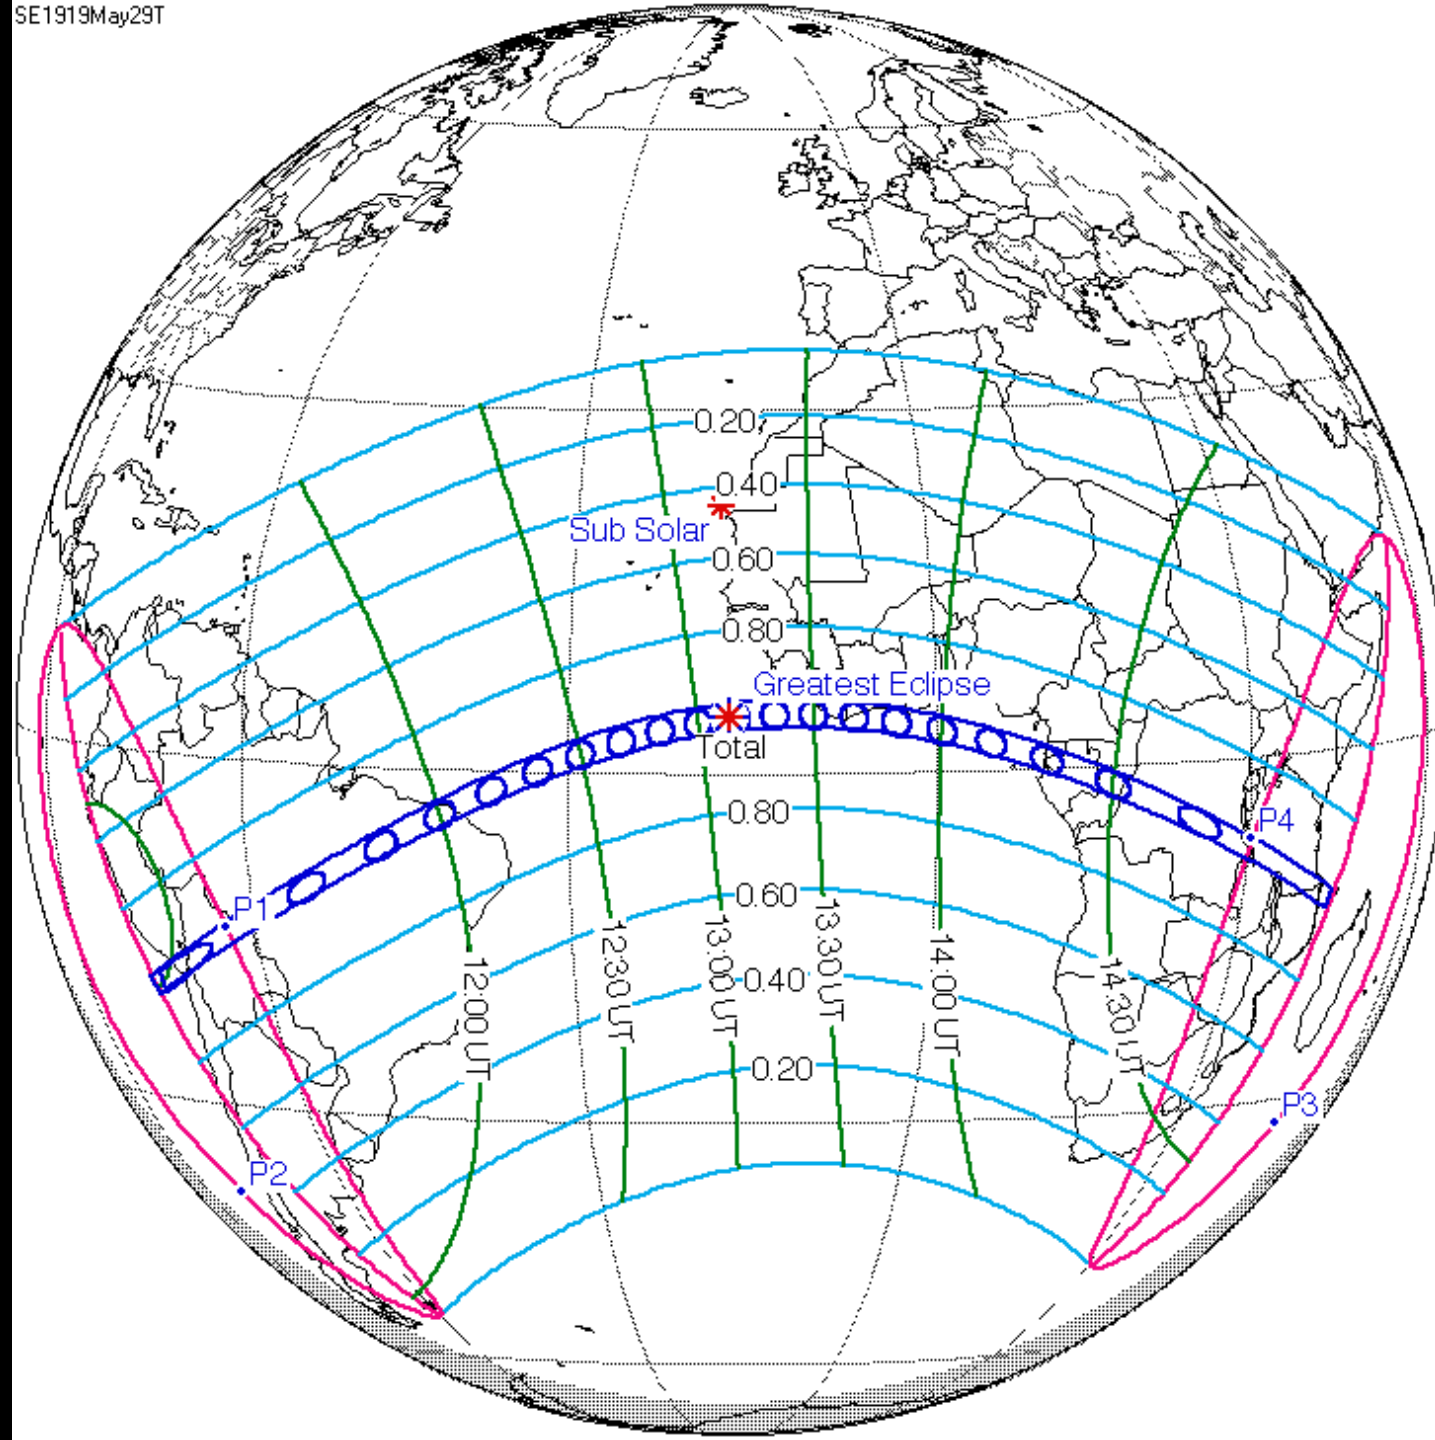 SE1919May29T
0.20
0.40
Sub Solar
0.60
0.80
Greatest Eclipse
Total
0.80
P4
0.60
P1
12:00 UT
12:30 UT
13:00 UT
13:30 UT
14:00 UT
14:30 UT
0.40
0.20
P3
P2